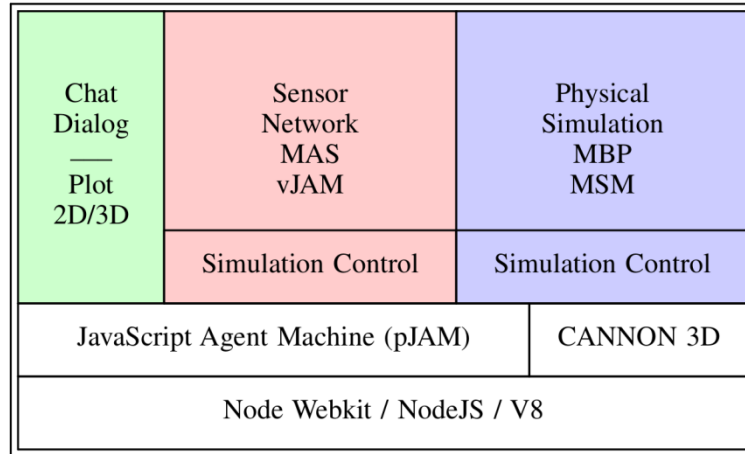 Chat
Dialog
Plot
2D/3D
Sensor
Network
MAS
vJAM
Physical
Simulation
MBP
MSM
Simulation Control
Simulation Control
JavaScript Agent Machine (pJAM)
CANNON 3D
Node Webkit / NodeJS / V8